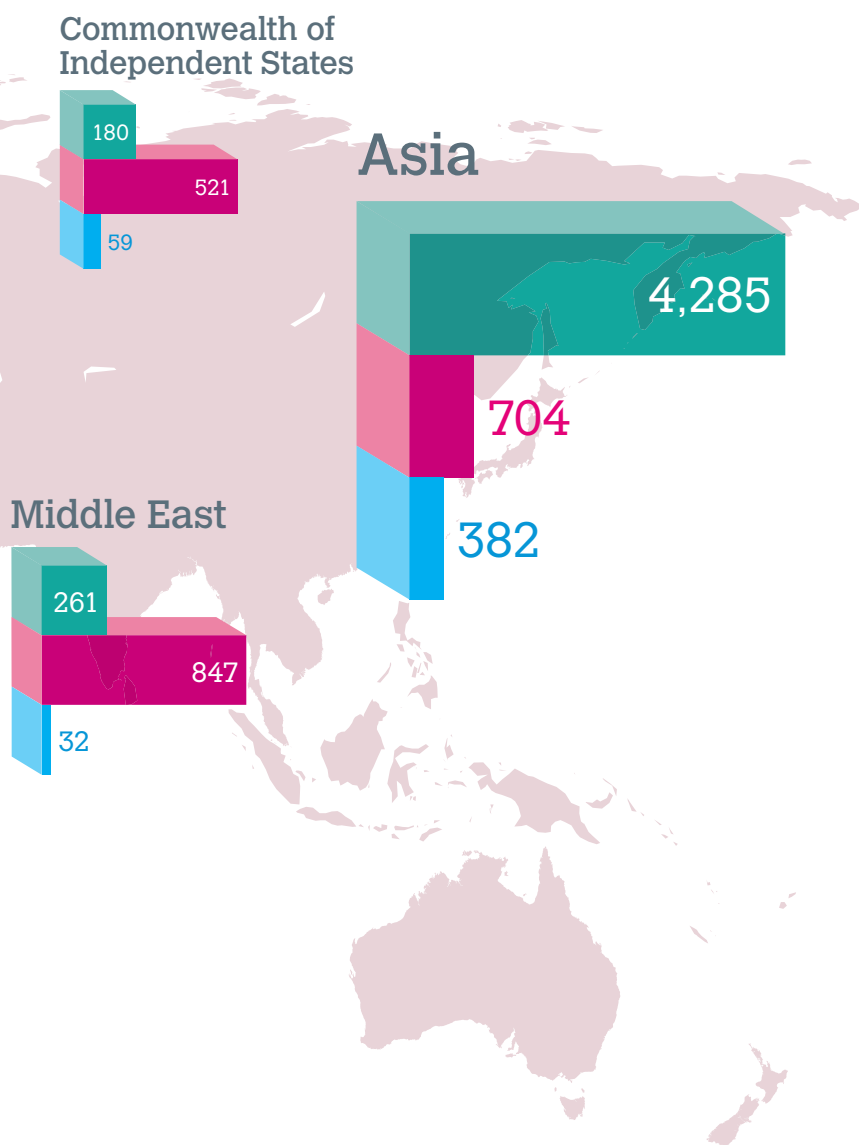 Commonwealth of
Independent States
180
521
59
Asia
4,285
704
382
Middle East
261
847
32